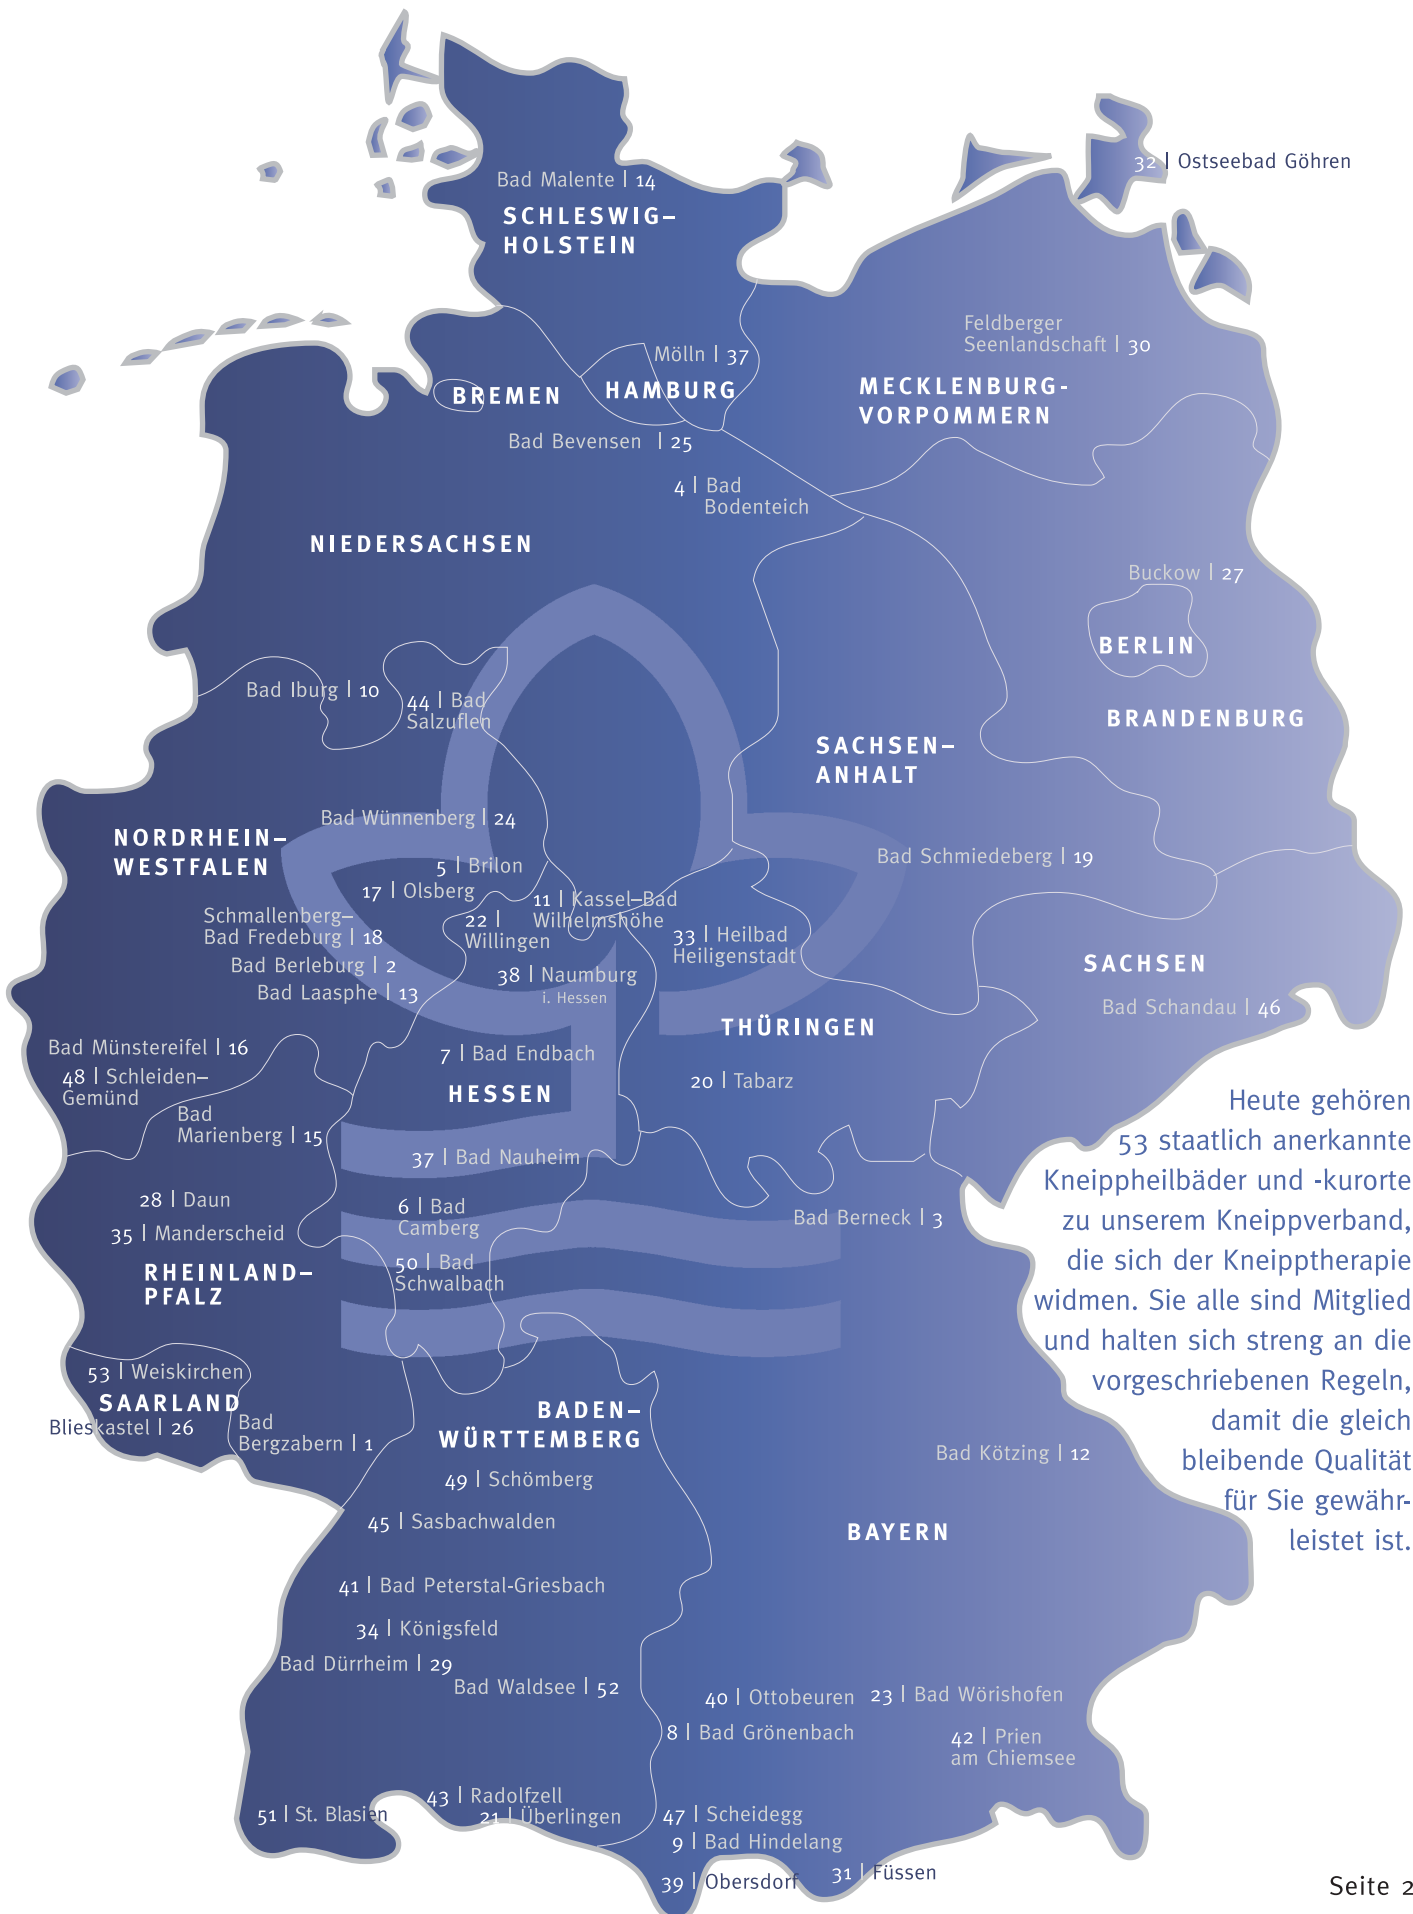 32 | Ostseebad Göhren
Bad Malente | 14
SCHLESWIG–
HOLSTEIN
Feldberger
Seenlandschaft | 30
Mölln | 37
HAMBURG
BREMEN
MECKLENBURG-
VORPOMMERN
Bad Bevensen | 25
4 | Bad
Bodenteich
NIEDERSACHSEN
Buckow | 27
BERLIN
Bad Iburg | 10
44 | Bad
Salzuflen
BRANDENBURG
SACHSEN–
ANHALT
Bad Wünnenberg | 24
NORDRHEIN–
WESTFALEN
Bad Schmiedeberg | 19
5 | Brilon
17 | Olsberg
11 | Kassel–Bad
Wilhelmshöhe
Schmallenberg–
Bad Fredeburg | 18
22 |
Willingen
33 | Heilbad
Heiligenstadt
Bad Berleburg | 2
38 | Naumburg
i. Hessen
SACHSEN
Bad Laasphe | 13
Bad Schandau | 46
THÜRINGEN
Bad Münstereifel | 16
7 | Bad Endbach
48 | Schleiden–
Gemünd
20 | Tabarz
HESSEN
Bad
Marienberg | 15
37 | Bad Nauheim
28 | Daun
6 | Bad
Camberg
Bad Berneck | 3
35 | Manderscheid
50 | Bad
Schwalbach
RHEINLAND–
PFALZ
Heute gehören
53 staatlich anerkannte
Kneippheilbäder und -kurorte
zu unserem Kneippverband,
die sich der Kneipptherapie
widmen. Sie alle sind Mitglied
und halten sich streng an die
vorgeschriebenen Regeln,
damit die gleich
bleibende Qualität
für Sie gewähr-
leistet ist.
53 | Weiskirchen
SAARLAND
Blieskastel | 26
Bad
Bergzabern | 1
BADEN–
WÜRTTEMBERG
Bad Kötzing | 12
49 | Schömberg
45 | Sasbachwalden
BAYERN
41 | Bad Peterstal-Griesbach
34 | Königsfeld
Bad Dürrheim | 29
Bad Waldsee | 52
40 | Ottobeuren
23 | Bad Wörishofen
8 | Bad Grönenbach
42 | Prien
am Chiemsee
43 | Radolfzell
51 | St. Blasien
21 | Überlingen
47 | Scheidegg
9 | Bad Hindelang
39 | Obersdorf
31 | Füssen
Seite 2